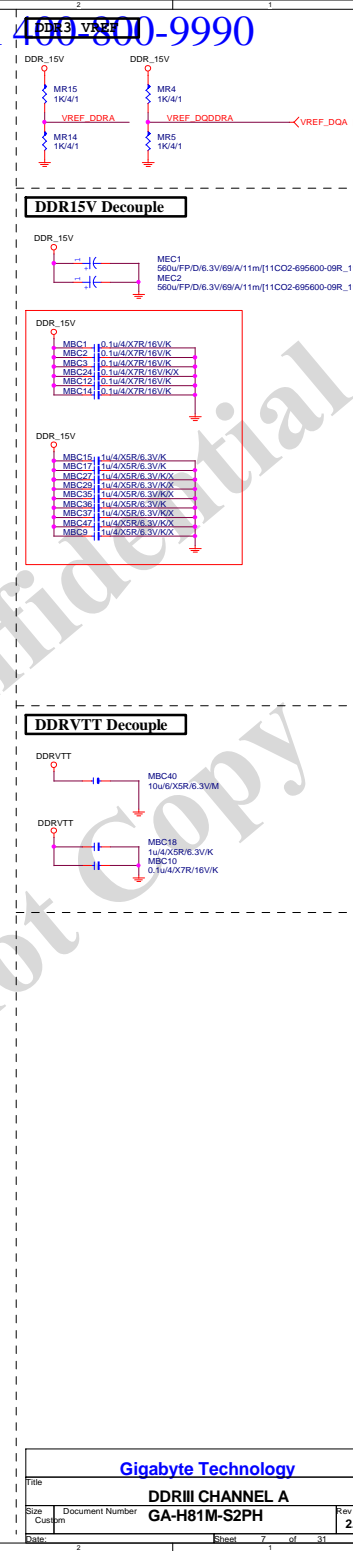 2 1
400-800-9990
DDR3 VREF
DDR_15V DDR_15V
MR15
1K/4/1
MR4
1K/4/1
VREF_DDRA VREF_DQDDRA VREF_DQA
MR14
1K/4/1
MR5
1K/4/1
DDR15V Decouple
DDR_15V
1
MEC1
560u/FP/D/6.3V/69/A/11m/[11CO2-695600-09R_1
1
MEC2
560u/FP/D/6.3V/69/A/11m/[11CO2-695600-09R_1
DDR_15V
MBC1 0.1u/4/X7R/16V/K
MBC2 0.1u/4/X7R/16V/K
MBC3 0.1u/4/X7R/16V/K
MBC24 0.1u/4/X7R/16V/K/X
MBC12 0.1u/4/X7R/16V/K
MBC14 0.1u/4/X7R/16V/K
DDR_15V
MBC15 1u/4/X5R/6.3V/K
MBC17 1u/4/X5R/6.3V/K
MBC27 1u/4/X5R/6.3V/K/X
MBC29 1u/4/X5R/6.3V/K/X
MBC35 1u/4/X5R/6.3V/K/X
MBC36 1u/4/X5R/6.3V/K
MBC37 1u/4/X5R/6.3V/K/X
MBC47 1u/4/X5R/6.3V/K/X
MBC9 1u/4/X5R/6.3V/K/X
nfidential
DDRVTT Decouple
DDRVTT
MBC40
10u/6/X5R/6.3V/M
DDRVTT
MBC18
1u/4/X5R/6.3V/K
MBC10
0.1u/4/X7R/16V/K
ot Copy
Gigabyte Technology
Title
DDRIII CHANNEL A
Size Document Number Rev
Custom GA-H81M-S2PH 2
Date: Sheet 7 of 31
2 1